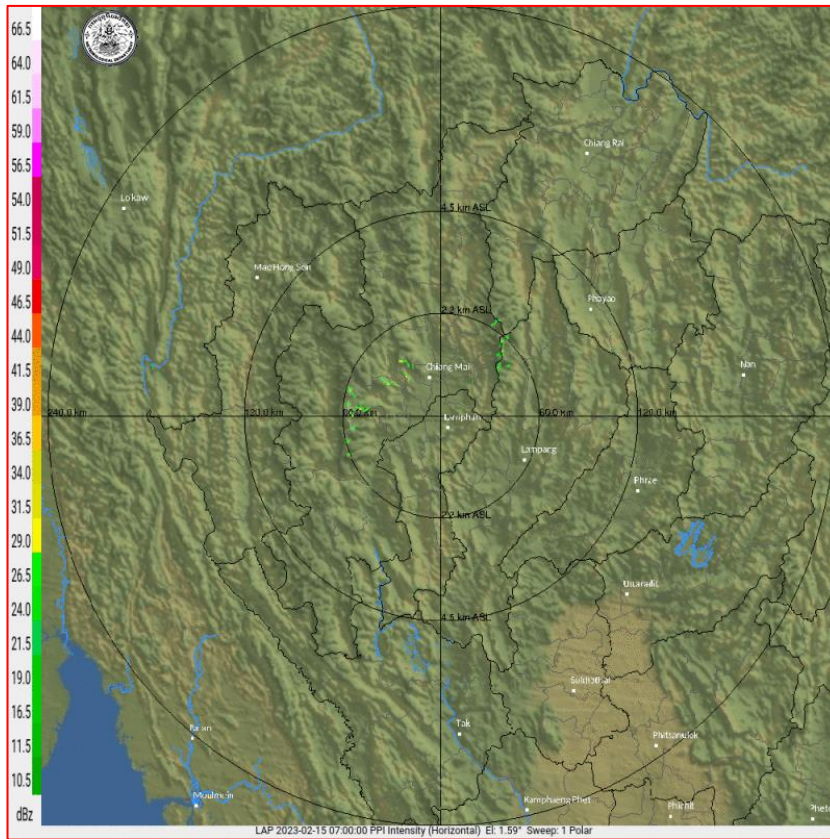 66.5
64.0
61.5
59.0
56.5
54.0
51.5
49.0
46.5
44.0
41.5
39.0
36.5
34.0
31.5
29.0
26.5
24.0
21.5
19.0
16.5
14.0
11.5
10.5
dBz
Chiang Rai
Loikaw
4.5 km ASL
Mae Hong Son
Phayao
2.2 km ASL
Chiang Mai
Nan
240.0 km
120.0 km
60.0 km
60.0 km
120.0 km
Lamphun
Lampang
Phrae
2.2 km ASL
Uttaradit
4.5 km ASL
Sukhothai
Tak
Pa-an
Phitsanulok
Moulmein
Kamphaeng Phet
Phichit
LAP 2023-02-15 07:00:00 PPI Intensity (Horizontal) El: 1.59° Sweep: 1 Polar